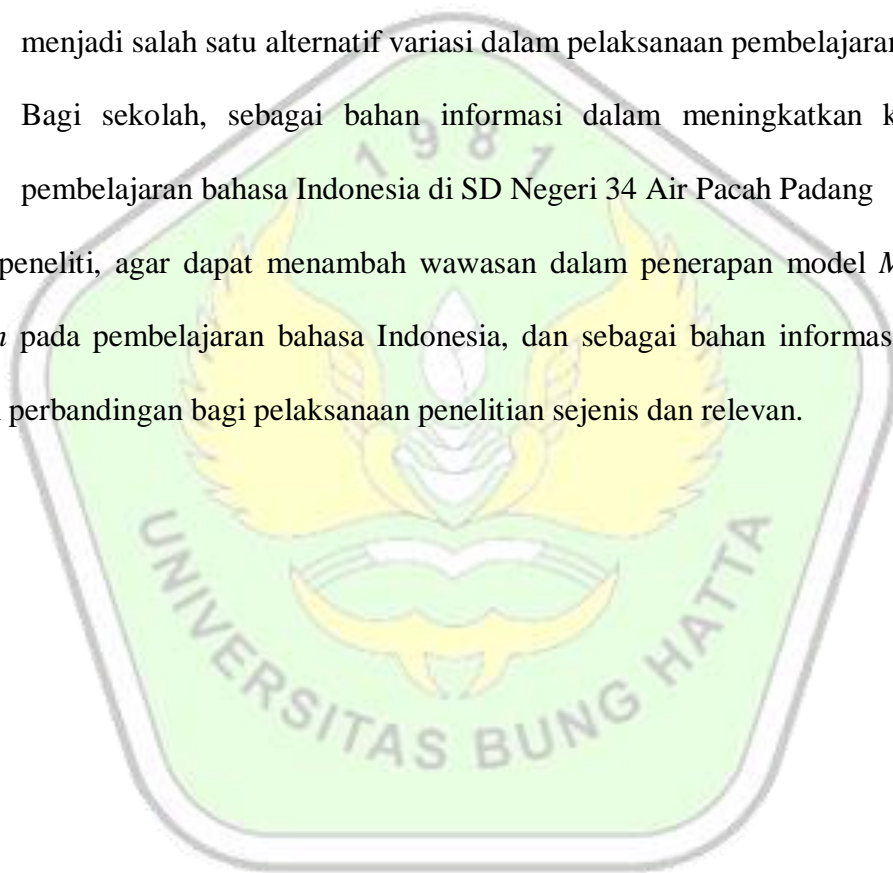 menjadi salah satu alternatif variasi dalam pelaksanaan pembelajaran
Bagi sekolah, sebagai bahan informasi dalam meningkatkan
pembelajaran bahasa Indonesia di SD Negeri 34 Air Pacah Padang
peneliti, agar dapat menambah wawasan dalam penerapan model
pada pembelajaran bahasa Indonesia, dan sebagai bahan
perbandingan bagi pelaksanaan penelitian sejenis dan relevan.
1981
UNIVERSITAS BUNG HATTA